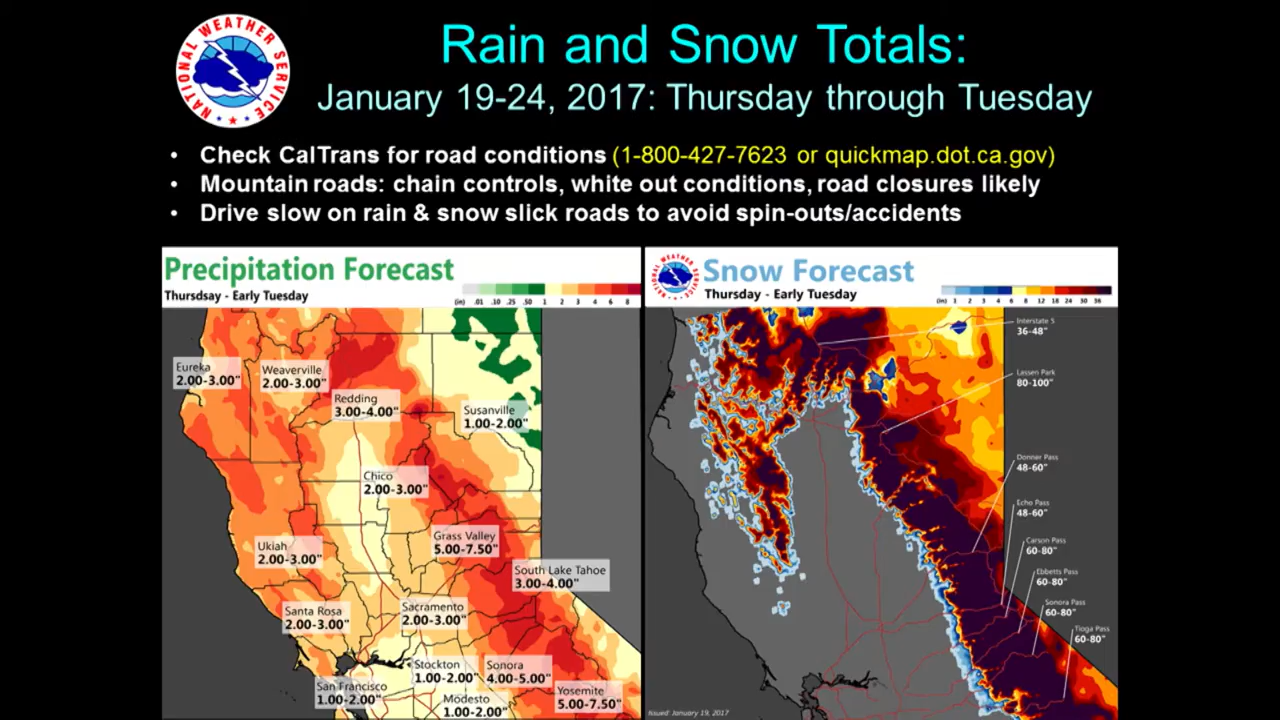 NATIONAL WEATHER SERVICE
Rain and Snow Totals:
January 19-24, 2017: Thursday through Tuesday
• Check CalTrans for road conditions (1-800-427-7623 or quickmap.dot.ca.gov)
• Mountain roads: chain controls, white out conditions, road closures likely
• Drive slow on rain & snow slick roads to avoid spin-outs/accidents
Precipitation Forecast
Thursdsay - Early Tuesday
(in) .01 .10 .25 .50 1 2 3 4 6 8
Eureka
2.00-3.00"
Weaverville
2.00-3.00"
Redding
3.00-4.00"
Susanville
1.00-2.00"
Chico
2.00-3.00"
Grass Valley
5.00-7.50"
Ukiah
2.00-3.00"
South Lake Tahoe
3.00-4.00"
Santa Rosa
2.00-3.00"
Sacramento
2.00-3.00"
Stockton
1.00-2.00"
Sonora
4.00-5.00"
San Francisco
1.00-2.00"
Modesto
1.00-2.00"
Yosemite
5.00-7.50"
NATIONAL WEATHER SERVICE
Snow Forecast
Thursday - Early Tuesday
(in) 1 2 3 4 6 8 12 18 24 30 36
Interstate 5
36-48"
Lassen Park
80-100"
Donner Pass
48-60"
Echo Pass
48-60"
Carson Pass
60-80"
Ebbetts Pass
60-80"
Sonora Pass
60-80"
Tioga Pass
60-80"
Issued: January 19, 2017